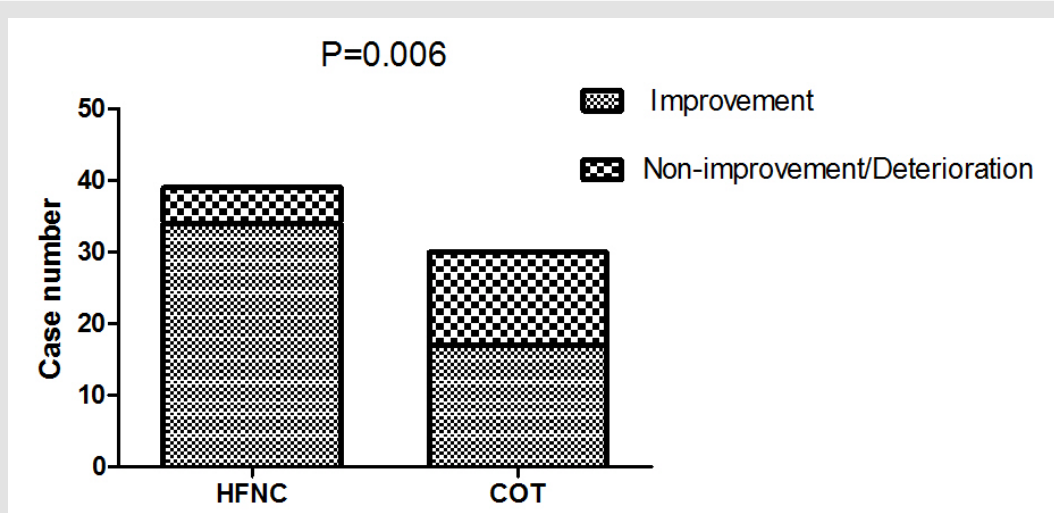 P=0.006
Improvement
Non-improvement/Deterioration
Case number
50
40
30
20
10
0
HFNC
COT